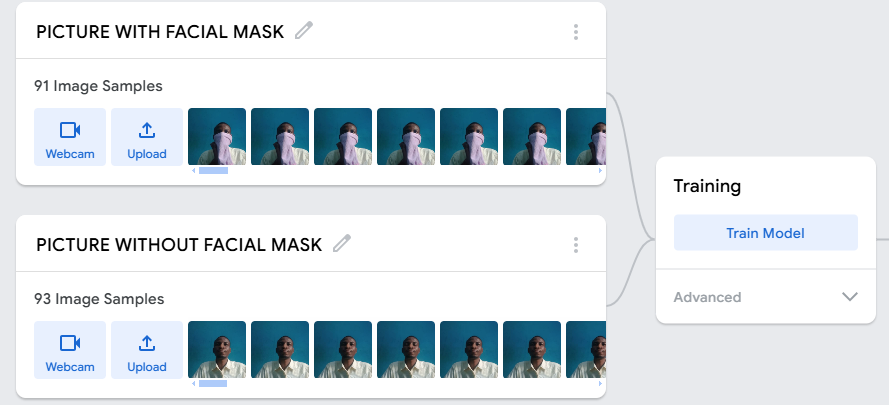 PICTURE WITH FACIAL MASK
91 Image Samples
Webcam
Upload
PICTURE WITHOUT FACIAL MASK
93 Image Samples
Webcam
Upload
Training
Train Model
Advanced